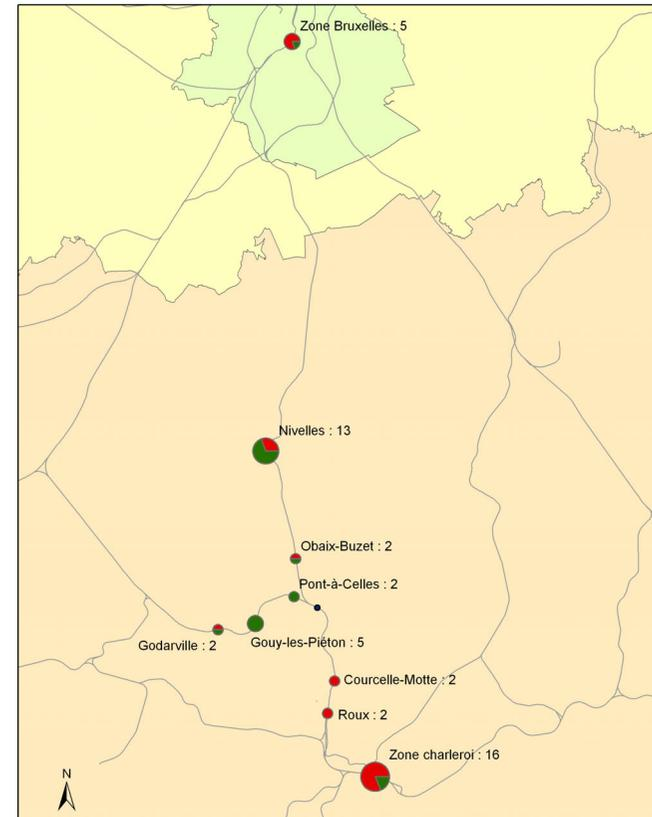 Zone Bruxelles : 5
Nivelles : 13
Obaix-Buzet : 2
Pont-à-Celles : 2
Gouy-les-Piéton : 5
Godarville : 2
Courcelle-Motte : 2
Roux : 2
Zone charleroi : 16
N